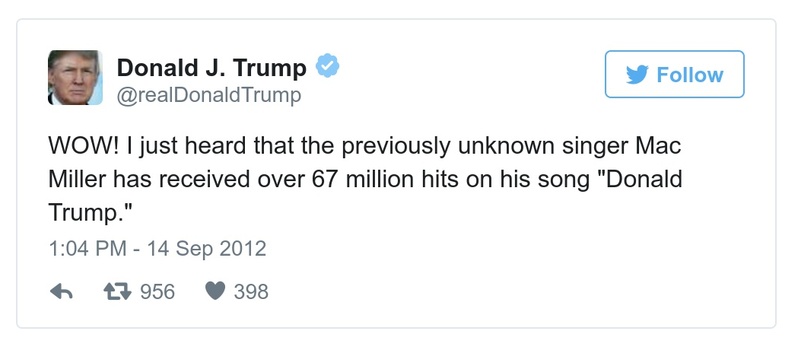 Donald J. Trump
@realDonaldTrump
Follow
WOW! I just heard that the previously unknown singer Mac
Miller has received over 67 million hits on his song "Donald
Trump."
1:04 PM - 14 Sep 2012
956 398